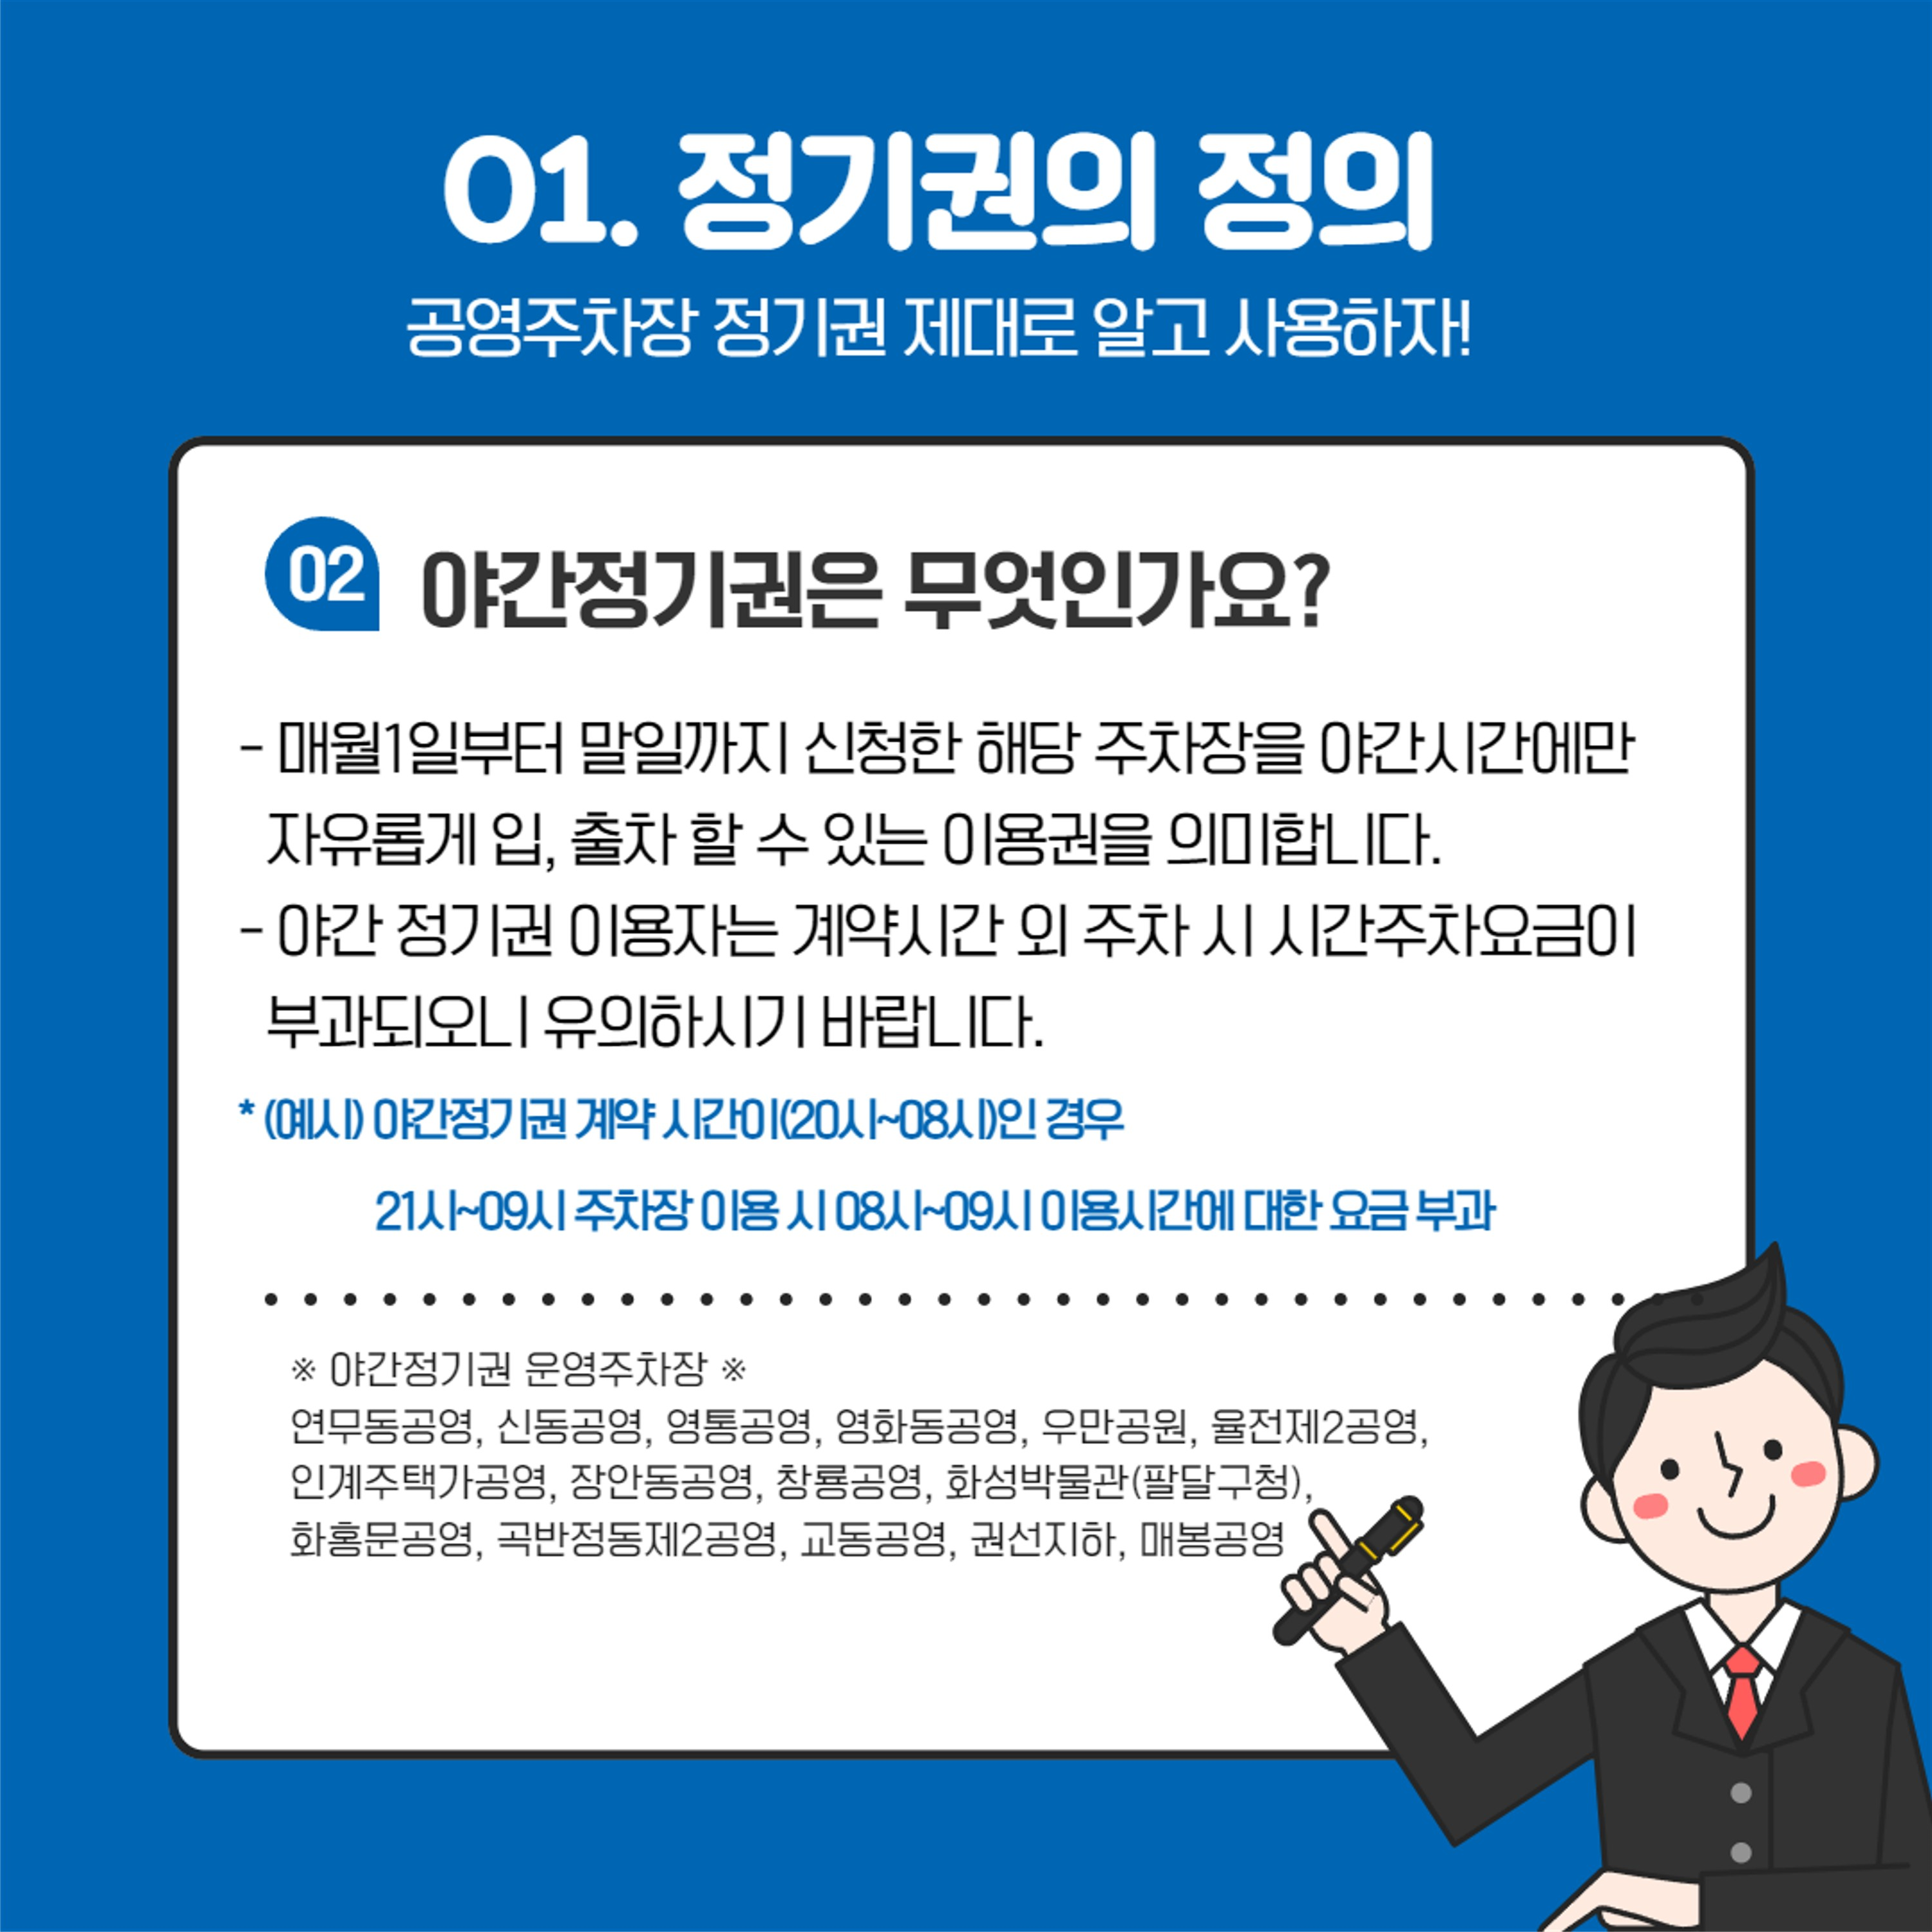 01. 정기권의 정의
공영주차장 정기권 제대로 알고 사용하자!
02 야간정기권은 무엇인가요?
- 매월1일부터 말일까지 신청한 해당 주차장을 야간시간에만
자유롭게 입, 출차 할 수 있는 이용권을 의미합니다.
- 야간 정기권 이용자는 계약시간 외 주차 시 시간주차요금이
부과되오니 유의하시기 바랍니다.
* (예시) 야간정기권 계약 시간이(20시~08시)인 경우
21시~09시 주차장 이용 시 08시~09시 이용시간에 대한 요금 부과
※ 야간정기권 운영주차장 ※
연무동공영, 신동공영, 영통공영, 영화동공영, 우만공원, 율전제2공영,
인계주택가공영, 장안동공영, 창룡공영, 화성박물관(팔달구청),
화홍문공영, 곡반정동제2공영, 교동공영, 권선지하, 매봉공영